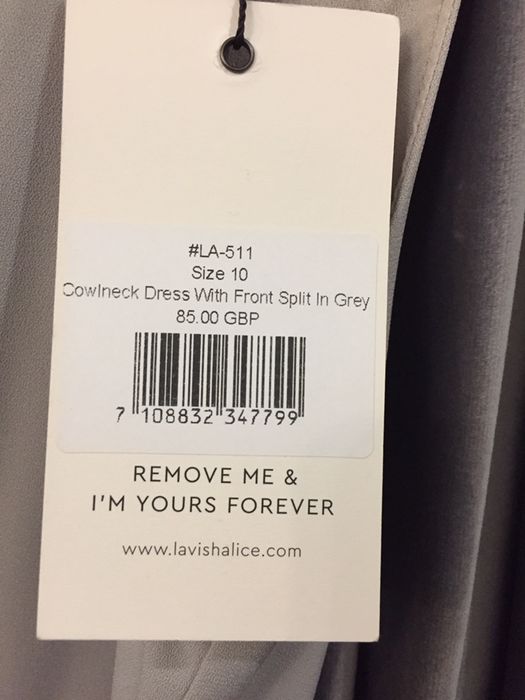 #LA-511
Size 10
Cowlneck Dress With Front Split In Grey
85.00 GBP
7 108832 347799
REMOVE ME &
I'M YOURS FOREVER
www.lavishalice.com